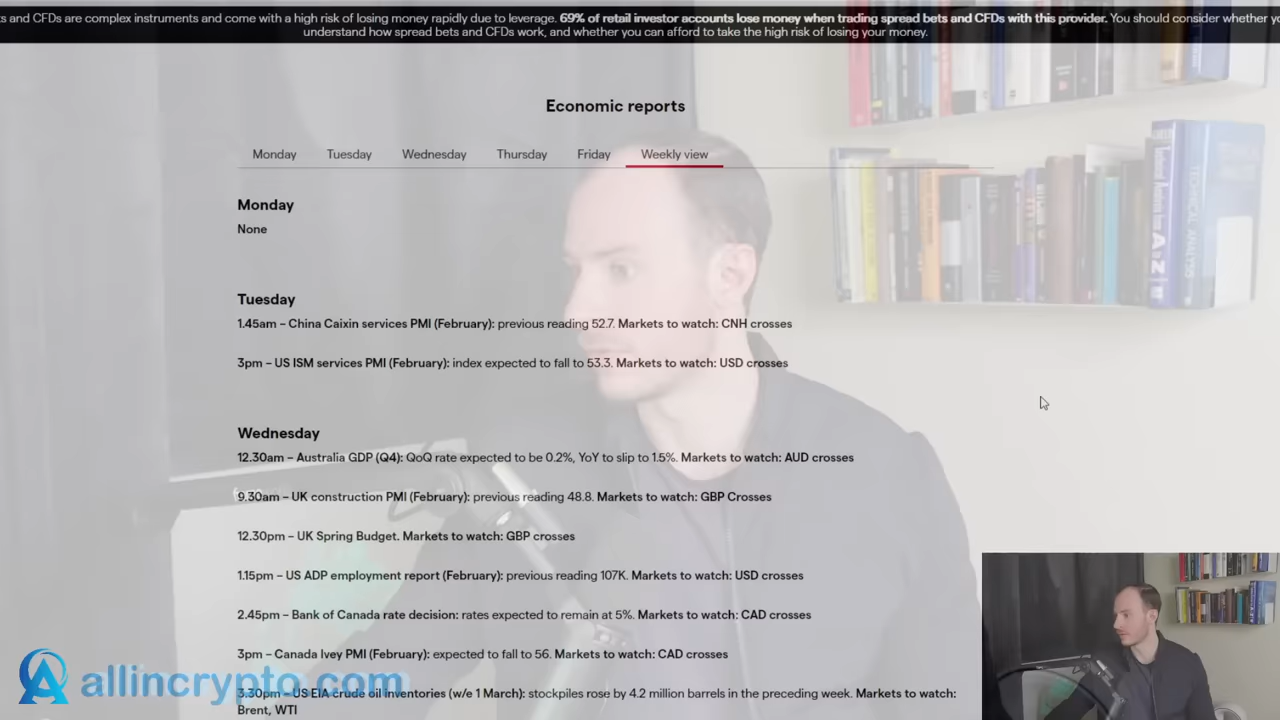 s and CFDs are complex instruments and come with a high risk of losing money rapidly due to leverage. 69% of retail investor accounts lose money when trading spread bets and CFDs with this provider. You should consider whether yo
understand how spread bets and CFDs work, and whether you can afford to take the high risk of losing your money.
Economic reports
Monday Tuesday Wednesday Thursday Friday Weekly view
Monday
None
Tuesday
1.45am – China Caixin services PMI (February): previous reading 52.7. Markets to watch: CNH crosses
3pm – US ISM services PMI (February): index expected to fall to 53.3. Markets to watch: USD crosses
Wednesday
12.30am – Australia GDP (Q4): QoQ rate expected to be 0.2%, YoY to slip to 1.5%. Markets to watch: AUD crosses
9.30am – UK construction PMI (February): previous reading 48.8. Markets to watch: GBP Crosses
12.30pm – UK Spring Budget. Markets to watch: GBP crosses
1.15pm – US ADP employment report (February): previous reading 107K. Markets to watch: USD crosses
2.45pm – Bank of Canada rate decision: rates expected to remain at 5%. Markets to watch: CAD crosses
3pm – Canada Ivey PMI (February): expected to fall to 56. Markets to watch: CAD crosses
3.30pm – US EIA crude oil inventories (w/e 1 March): stockpiles rose by 4.2 million barrels in the preceding week. Markets to watch:
Brent, WTI
allincrypto.com
A to Z
TECHNICAL ANALYSIS